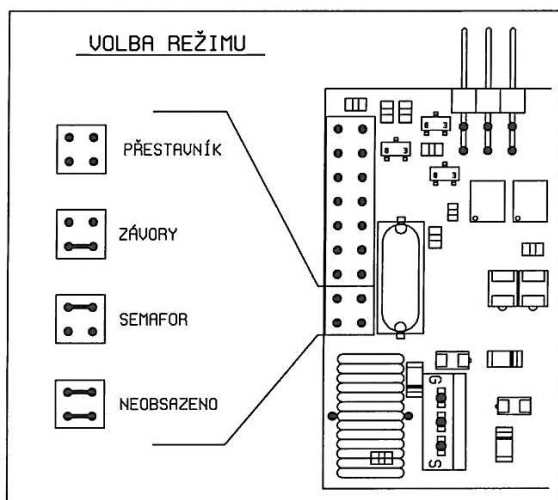 VOLBA REŽIMU
PŘESTAVNÍK
ZÁVORY
SEMAFOR
NEOBSAZENO
G
S